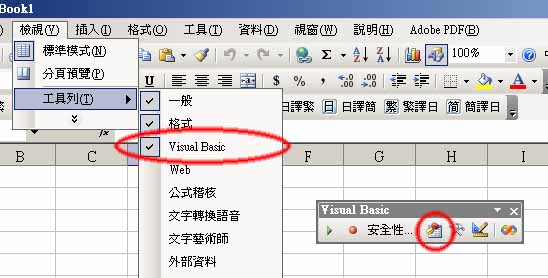 Book1
檢視(V) 插入(I) 格式(O) 工具(T) 資料(D) 視窗(W) 說明(H) Adobe PDF(B)
標準模式(N)
分頁預覽(P)
工具列(T)
100%
U $ % ,
一般
格式
Visual Basic
Web
公式稽核
文字轉換語音
文字藝術師
外部資料
日譯繁 日譯簡 繁譯日 簡譯日
B C F G H I
Visual Basic
安全性...